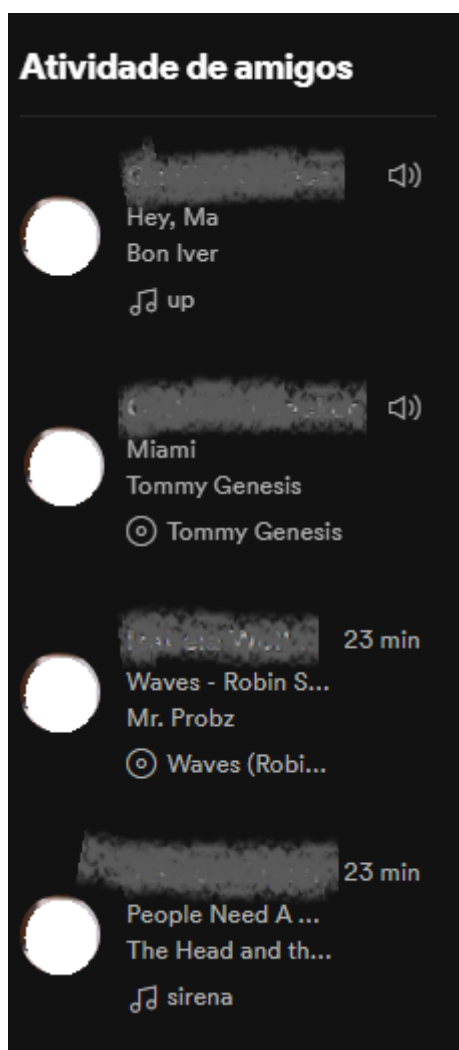 Atividade de amigos
Hey, Ma
Bon Iver
up
Miami
Tommy Genesis
Tommy Genesis
23 min
Waves - Robin S...
Mr. Probz
Waves (Robi...
23 min
People Need A ...
The Head and th...
sirena